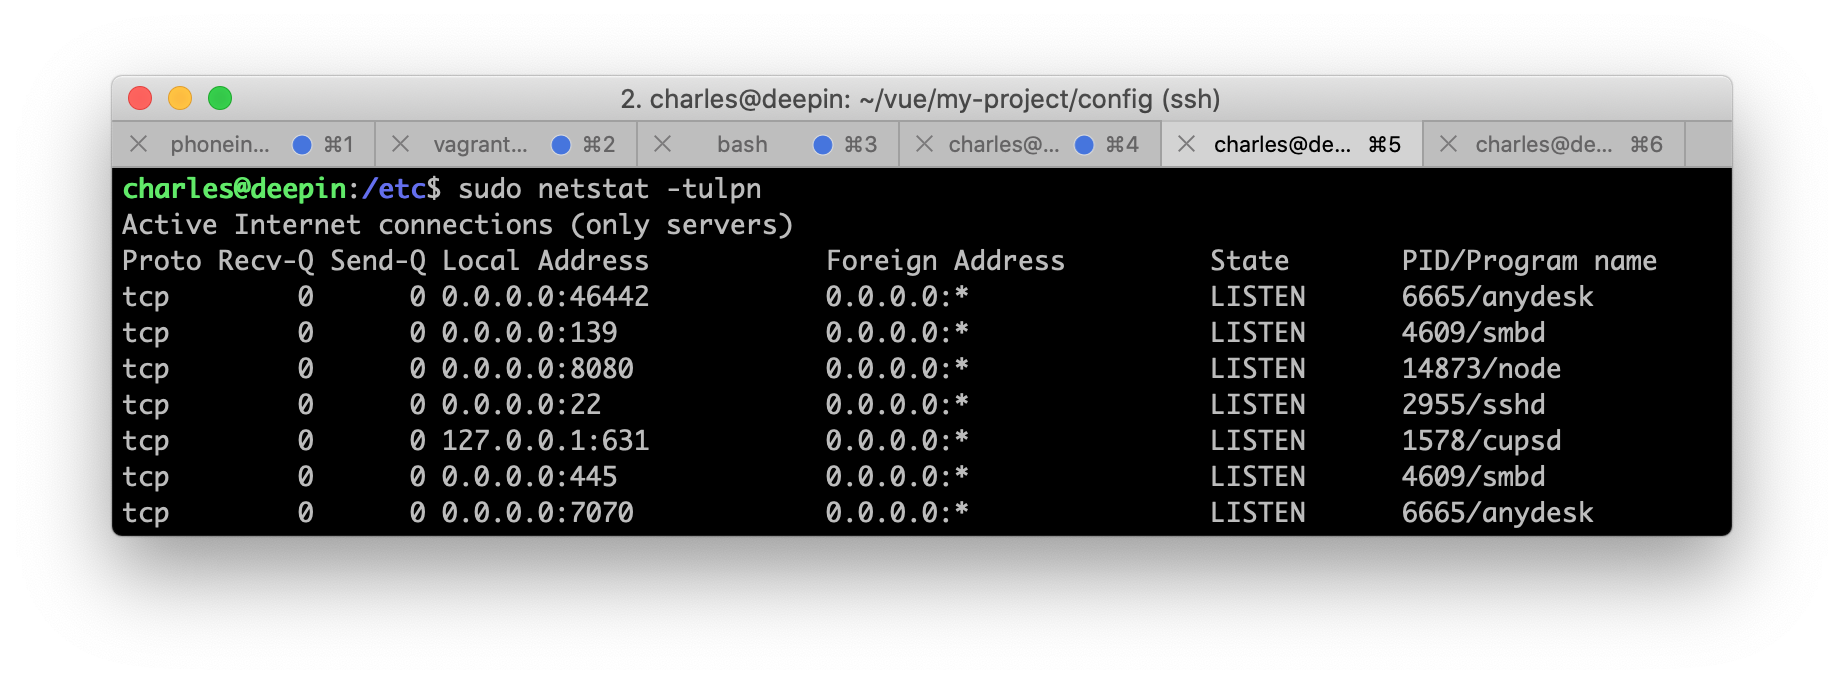 2. charles@deepin: ~/vue/my-project/config (ssh)
phonein... ⌘1 vagrant... ⌘2 bash ⌘3 charles@... ⌘4 charles@de... ⌘5 charles@de... ⌘6
charles@deepin:/etc$ sudo netstat -tulpn
Active Internet connections (only servers)
Proto Recv-Q Send-Q Local Address           Foreign Address         State       PID/Program name
tcp        0      0 0.0.0.0:46442           0.0.0.0:*               LISTEN      6665/anydesk
tcp        0      0 0.0.0.0:139             0.0.0.0:*               LISTEN      4609/smbd
tcp        0      0 0.0.0.0:8080            0.0.0.0:*               LISTEN      14873/node
tcp        0      0 0.0.0.0:22              0.0.0.0:*               LISTEN      2955/sshd
tcp        0      0 127.0.0.1:631           0.0.0.0:*               LISTEN      1578/cupsd
tcp        0      0 0.0.0.0:445             0.0.0.0:*               LISTEN      4609/smbd
tcp        0      0 0.0.0.0:7070            0.0.0.0:*               LISTEN      6665/anydesk